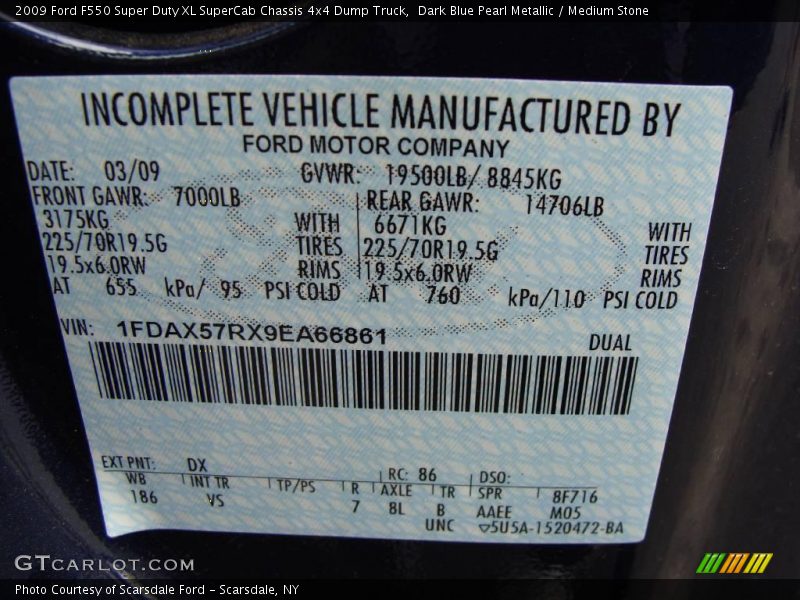 2009 Ford F550 Super Duty XL SuperCab Chassis 4x4 Dump Truck,  Dark Blue Pearl Metallic / Medium Stone
INCOMPLETE VEHICLE MANUFACTURED BY
FORD MOTOR COMPANY
DATE: 03/09 GVWR: 19500LB/ 8845KG
FRONT GAWR: 7000LB REAR GAWR: 14706LB
3175KG WITH 6671KG WITH
225/70R19.5G TIRES 225/70R19.5G TIRES
19.5x6.0RW RIMS 19.5x6.0RW RIMS
AT 655 kPa/ 95 PSI COLD AT 760 kPa/110 PSI COLD
VIN: 1FDAX57RX9EA66861 DUAL
EXT PNT: DX RC: 86 DSO:
WB INT TR TP/PS R AXLE TR SPR 8F716
186 VS 7 8L B AAEE M05
UNC ▽5U5A-1520472-BA
GTCARLOT.COM
Photo Courtesy of Scarsdale Ford – Scarsdale, NY